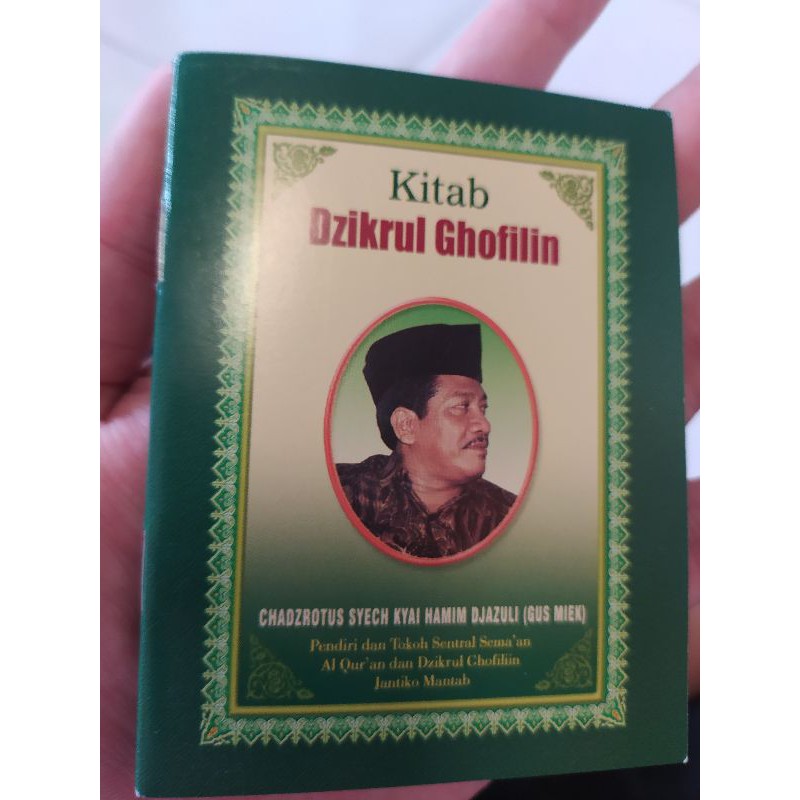 Kitab
Dzikrul Ghofilin
CHADZROTUS SYECH KYAI HAMIM DJAZULI (GUS MIEK)
Pendiri dan Tokoh Sentral Sema'an
Al Qur'an dan Dzikrul Ghofiliin
Jantiko Mantab